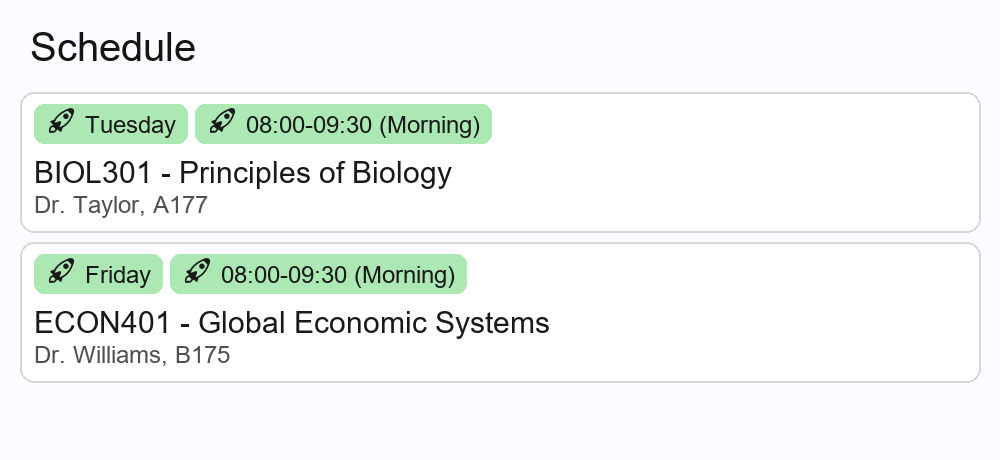 Schedule
Tuesday 08:00-09:30 (Morning)
BIOL301 - Principles of Biology
Dr. Taylor, A177
Friday 08:00-09:30 (Morning)
ECON401 - Global Economic Systems
Dr. Williams, B175